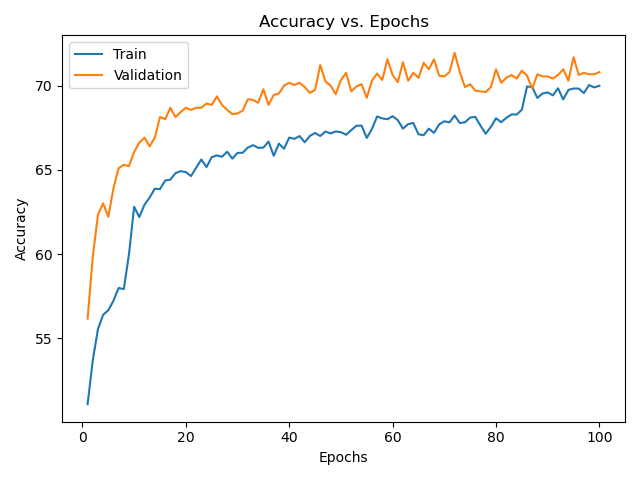 Accuracy vs. Epochs
Train
Validation
Accuracy
70
65
60
55
0 20 40 60 80 100
Epochs